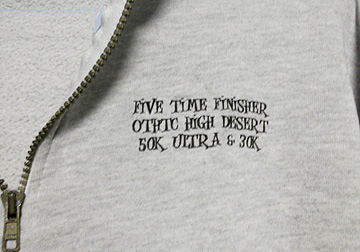 FIVE TIME FINISHER
OTHTC HIGH DESERT
50K ULTRA & 30K